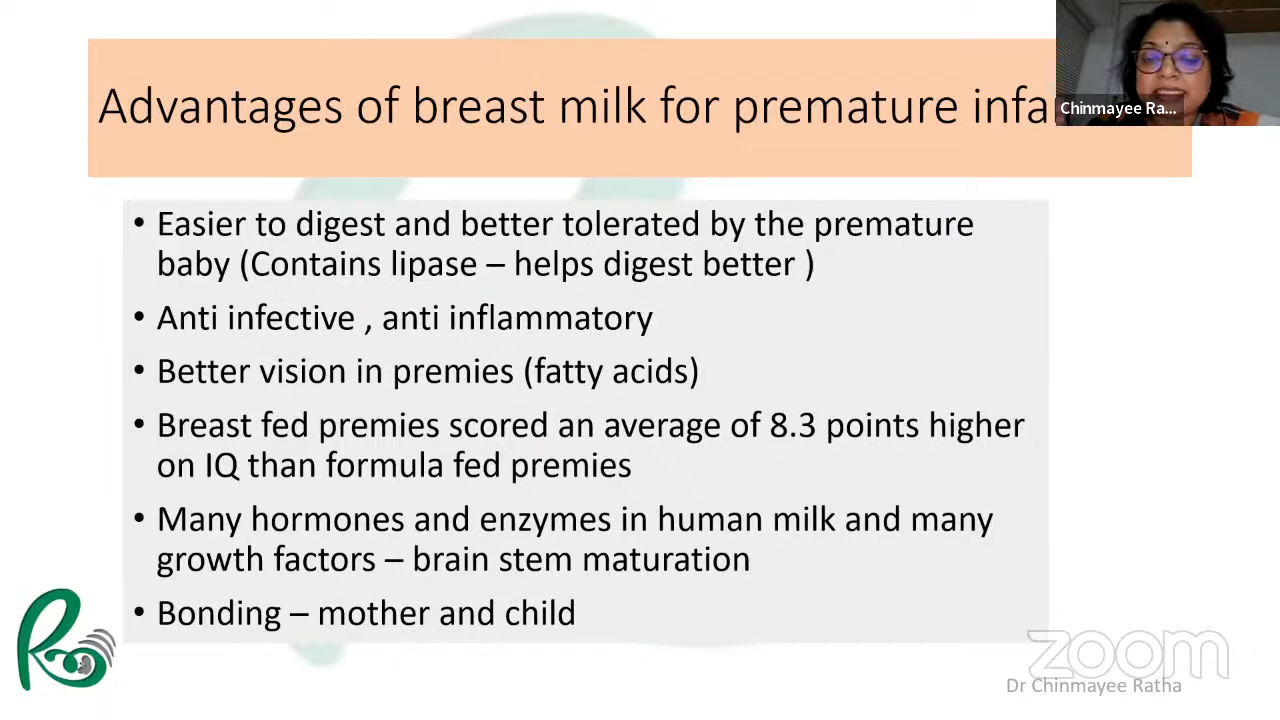 Advantages of breast milk for premature infa
Chinmayee Ra...
• Easier to digest and better tolerated by the premature
baby (Contains lipase – helps digest better )
• Anti infective , anti inflammatory
• Better vision in premies (fatty acids)
• Breast fed premies scored an average of 8.3 points higher
on IQ than formula fed premies
• Many hormones and enzymes in human milk and many
growth factors – brain stem maturation
• Bonding – mother and child
zoom
Dr Chinmayee Ratha